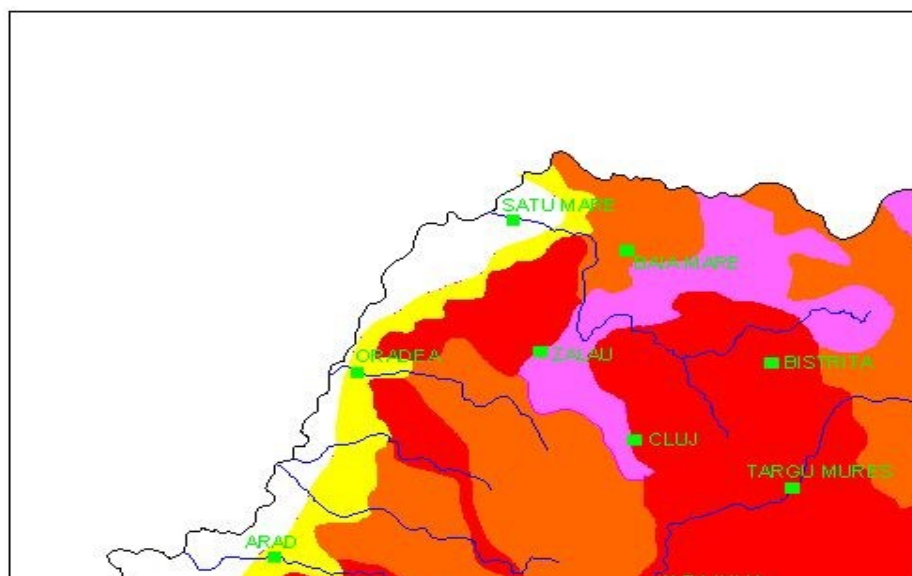 SATU MARE
BAIA MARE
ORADEA
ZALAU
BISTRITA
CLUJ
TARGU MURES
ARAD